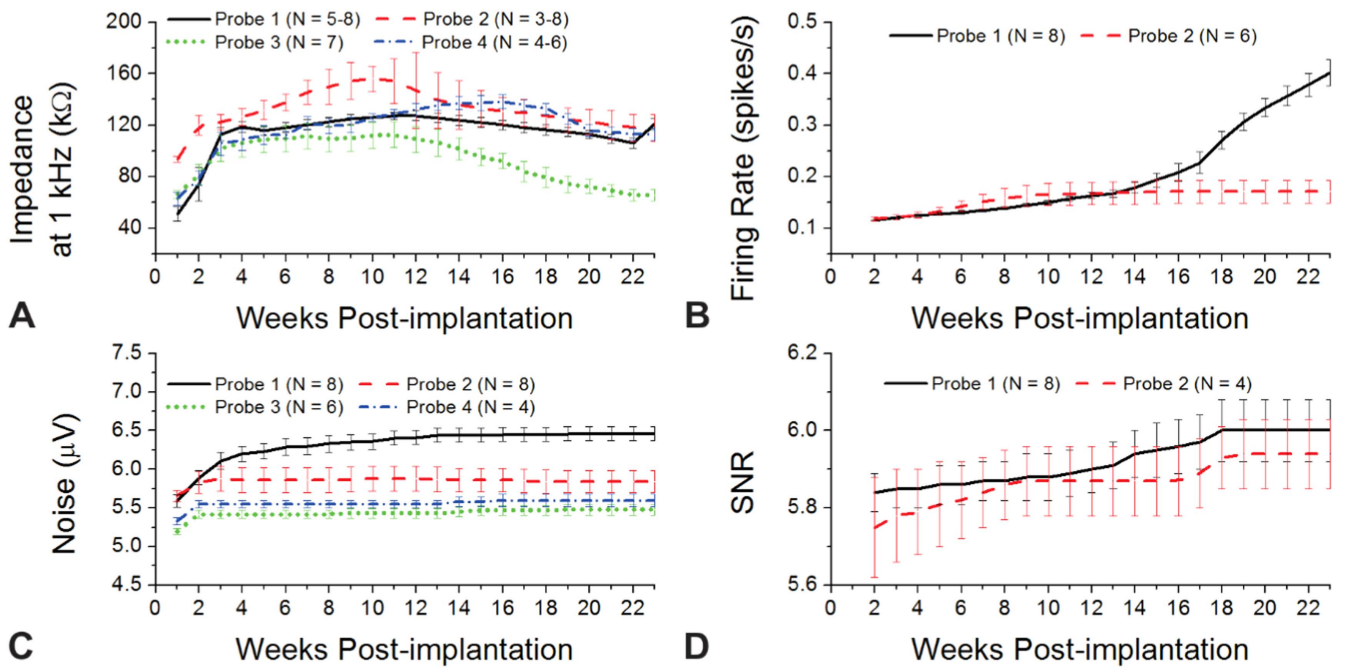 Probe 1 (N = 5-8) Probe 2 (N = 3-8)
Probe 3 (N = 7) Probe 4 (N = 4-6)
200
160
120
80
40
Impedance
at 1 kHz (kΩ)
0 2 4 6 8 10 12 14 16 18 20 22
Weeks Post-implantation
A
Probe 1 (N = 8) Probe 2 (N = 6)
0.5
0.4
0.3
0.2
0.1
Firing Rate (spikes/s)
0 2 4 6 8 10 12 14 16 18 20 22
Weeks Post-implantation
B
Probe 1 (N = 8) Probe 2 (N = 8)
Probe 3 (N = 6) Probe 4 (N = 4)
7.5
7.0
6.5
6.0
5.5
5.0
4.5
Noise (μV)
0 2 4 6 8 10 12 14 16 18 20 22
Weeks Post-implantation
C
Probe 1 (N = 8) Probe 2 (N = 4)
6.2
6.0
5.8
5.6
SNR
0 2 4 6 8 10 12 14 16 18 20 22
Weeks Post-implantation
D